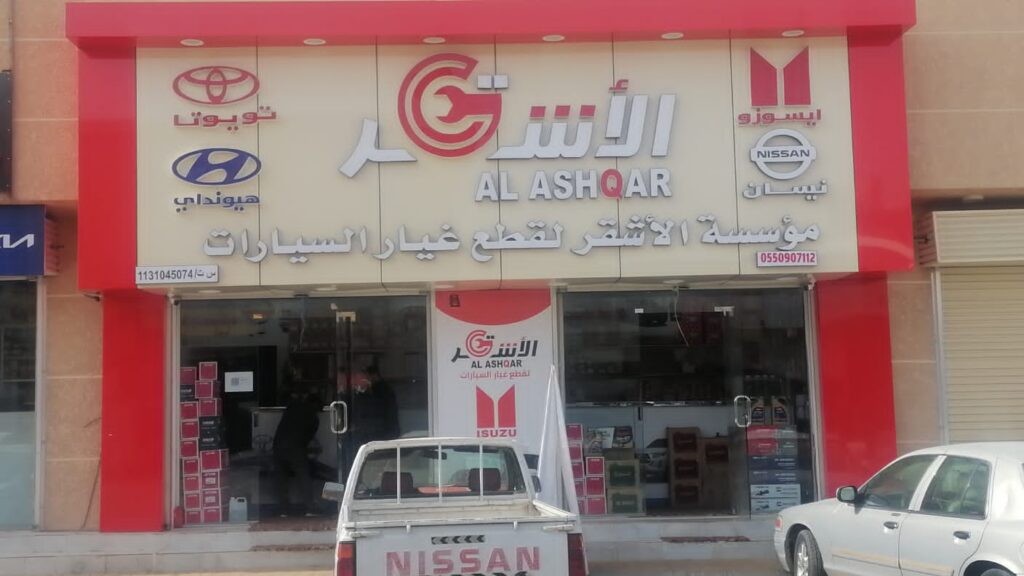 الأشقر
AL ASHQAR
تويوتا
هيونداي
ايسوزو
NISSAN
نيسان
مؤسسة الأشقر لقطع غيار السيارات
0550907112
س ت/ 1131045074
الأشقر
AL ASHQAR
لقطع غيار السيارات
ISUZU
NISSAN